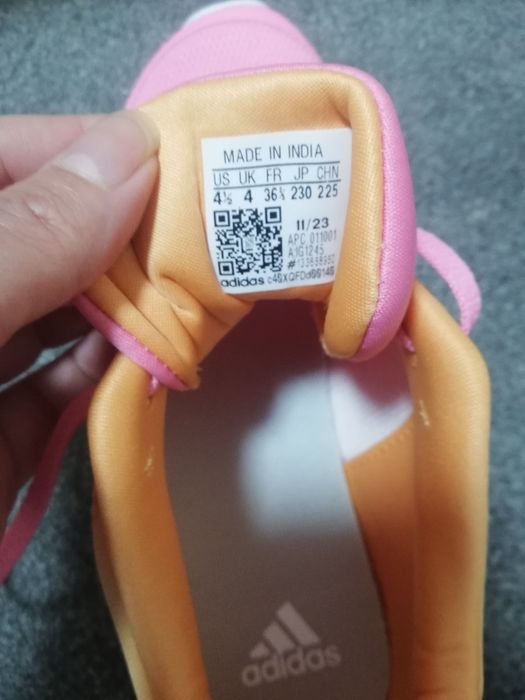 MADE IN INDIA
US UK FR JP CHN
4½ 4 36⅔ 230 225
11/23
APC 011001
adidas
adidas